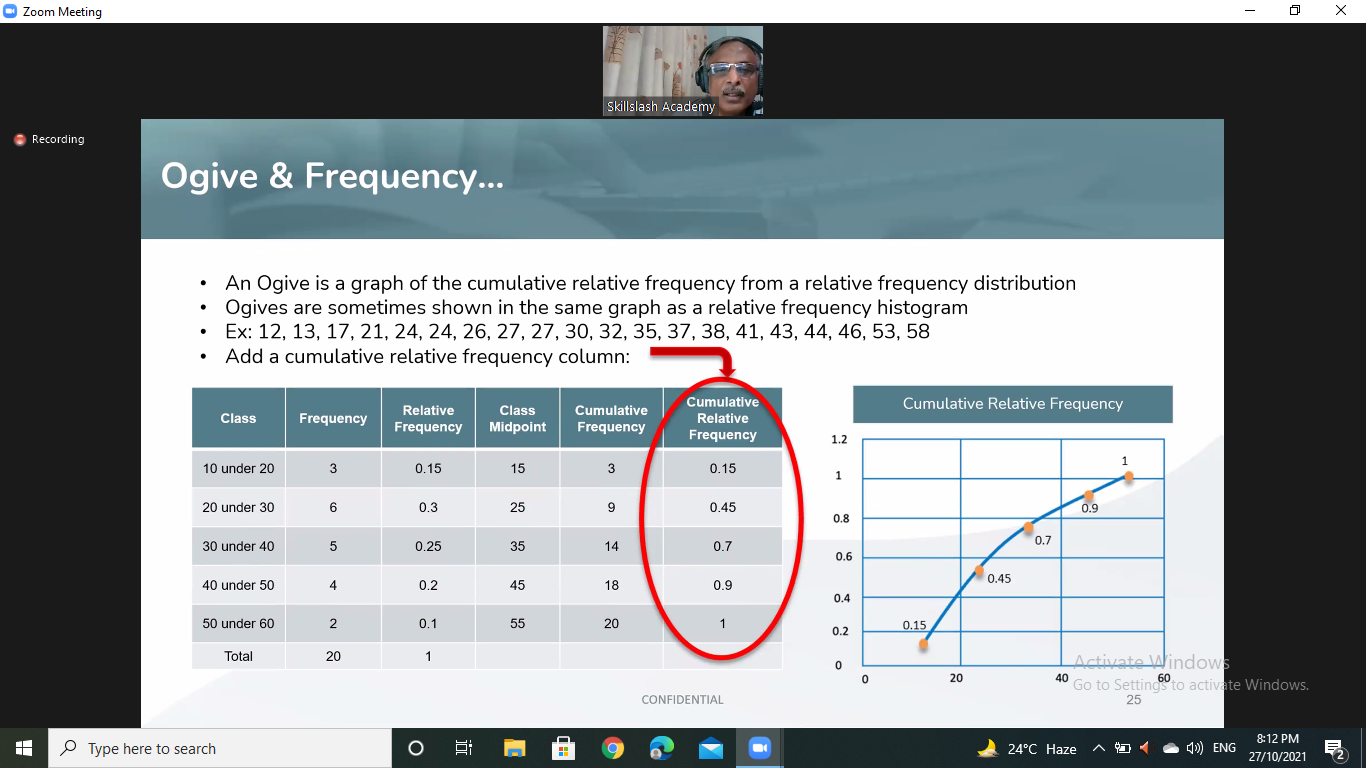 Zoom Meeting
Skillslash Academy
Recording
Ogive & Frequency...
• An Ogive is a graph of the cumulative relative frequency from a relative frequency distribution
• Ogives are sometimes shown in the same graph as a relative frequency histogram
• Ex: 12, 13, 17, 21, 24, 24, 26, 27, 27, 30, 32, 35, 37, 38, 41, 43, 44, 46, 53, 58
• Add a cumulative relative frequency column:
Class Frequency Relative Frequency Class Midpoint Cumulative Frequency Cumulative Relative Frequency
10 under 20 3 0.15 15 3 0.15
20 under 30 6 0.3 25 9 0.45
30 under 40 5 0.25 35 14 0.7
40 under 50 4 0.2 45 18 0.9
50 under 60 2 0.1 55 20 1
Total 20 1
Cumulative Relative Frequency
1.2
1
1
0.8
0.9
0.7
0.6
0.45
0.4
0.15
0.2
0
0 20 40 60
Activate Windows
Go to Settings to activate Windows.
CONFIDENTIAL
25
Type here to search
24°C Haze
ENG
8:12 PM
27/10/2021
2